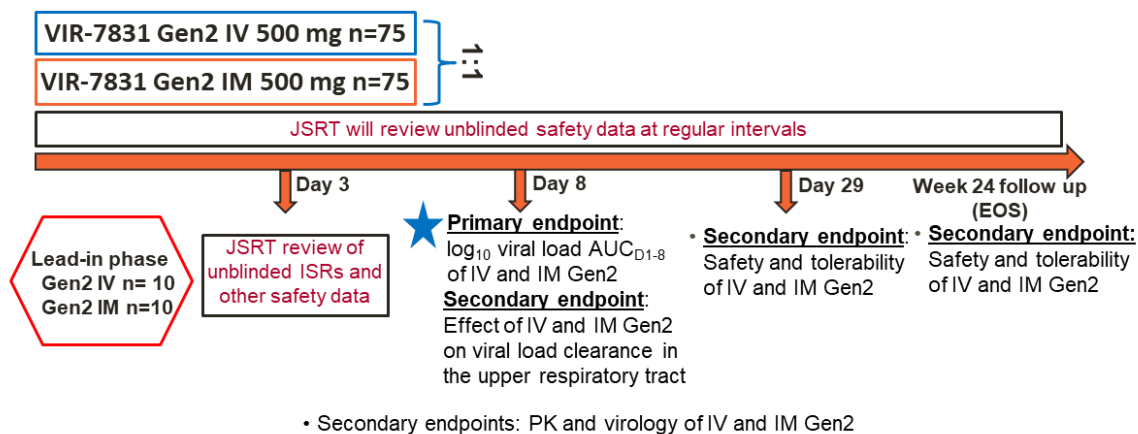 VIR-7831 Gen2 IV 500 mg n=75
VIR-7831 Gen2 IM 500 mg n=75
1:1
JSRT will review unblinded safety data at regular intervals
Day 3
Day 8
Day 29
Week 24 follow up
(EOS)
Lead-in phase
Gen2 IV n= 10
Gen2 IM n=10
JSRT review of
unblinded ISRs and
other safety data
Primary endpoint:
log₁₀ viral load AUC_D1-8
of IV and IM Gen2
Secondary endpoint:
Effect of IV and IM Gen2
on viral load clearance in
the upper respiratory tract
• Secondary endpoint:
Safety and tolerability
of IV and IM Gen2
• Secondary endpoint:
Safety and tolerability
of IV and IM Gen2
• Secondary endpoints: PK and virology of IV and IM Gen2